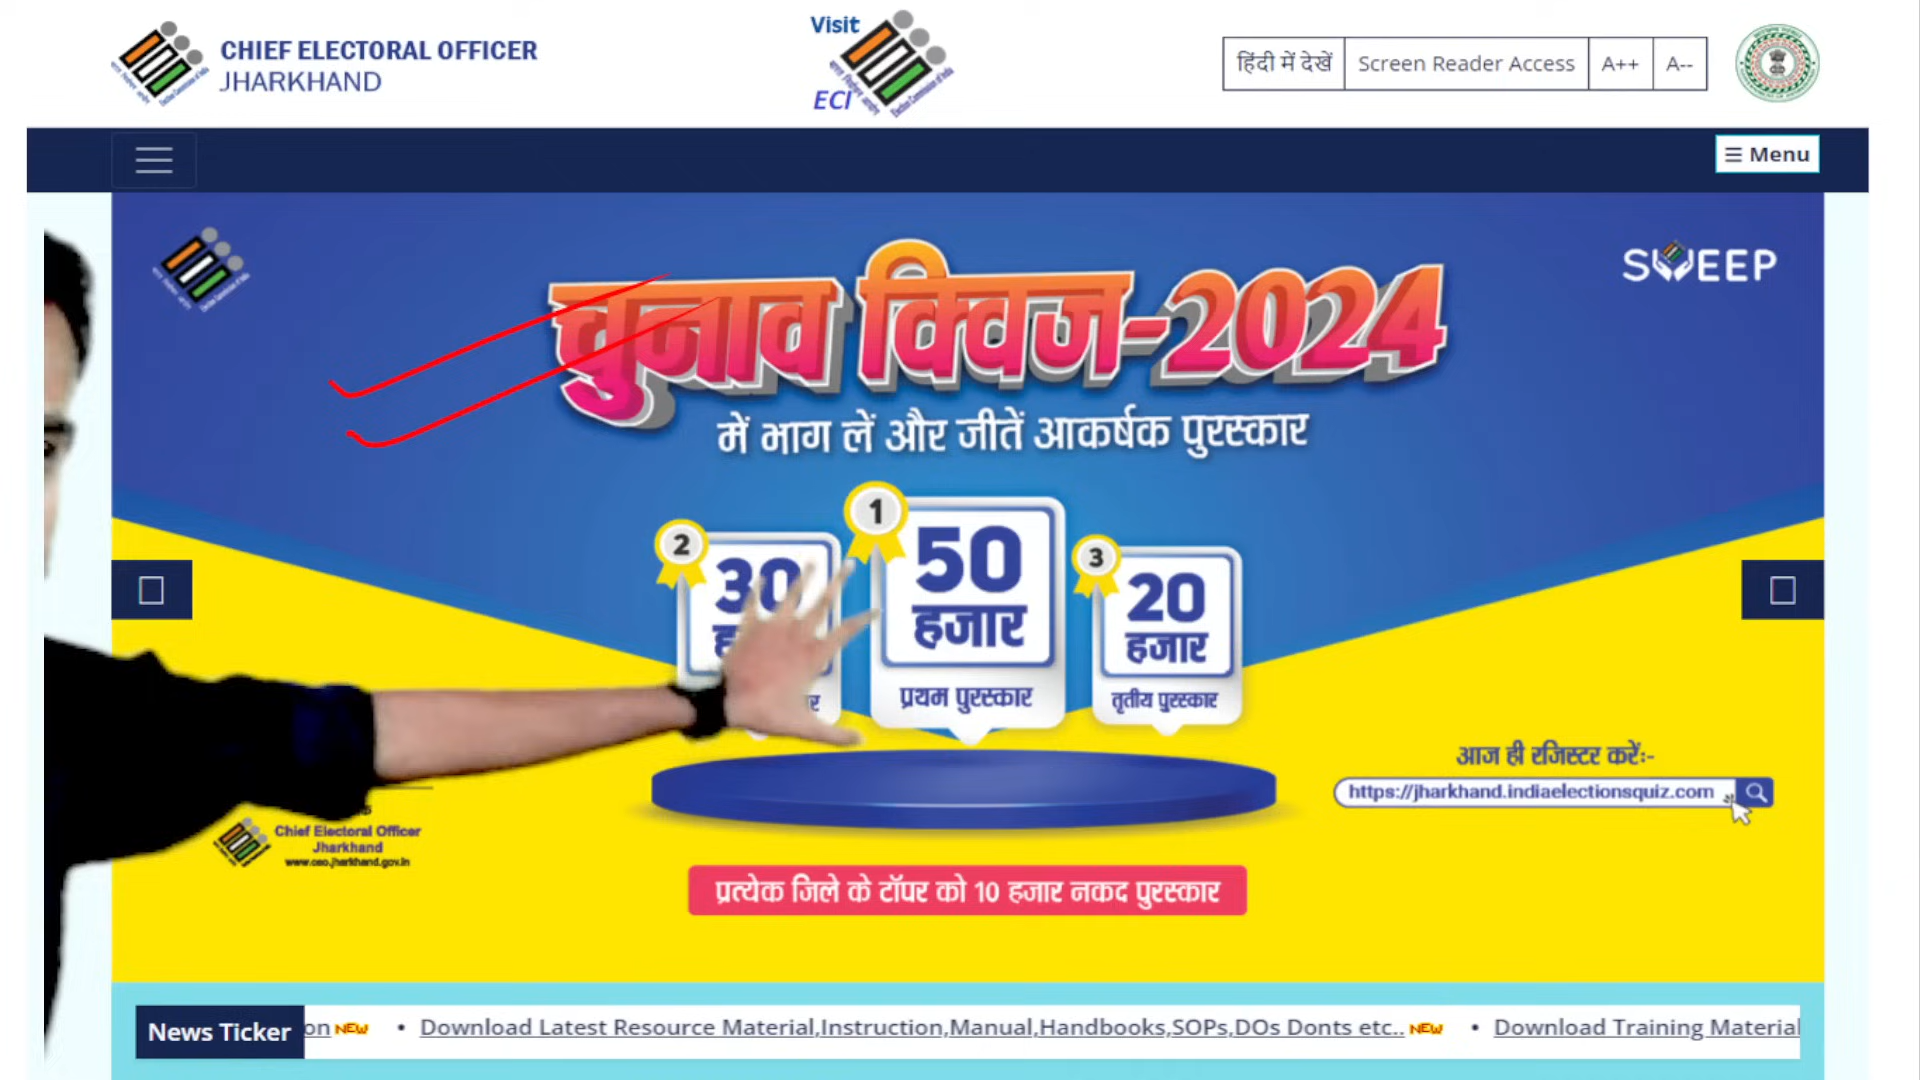 CHIEF ELECTORAL OFFICER
JHARKHAND
Visit
ECI
हिंदी में देखें
Screen Reader Access
A++
A--
☰ Menu
SWEEP
चुनाव क्विज-2024
में भाग लें और जीतें आकर्षक पुरस्कार
1
2
3
50
हजार
प्रथम पुरस्कार
30
20
हजार
तृतीय पुरस्कार
आज ही रजिस्टर करेंः-
https://jharkhand.indiaelectionsquiz.com
Chief Electoral Officer
Jharkhand
www.ceo.jharkhand.gov.in
प्रत्येक जिले के टॉपर को 10 हजार नकद पुरस्कार
News Ticker
on NEW • Download Latest Resource Material,Instruction,Manual,Handbooks,SOPs,DOs Donts etc.. NEW • Download Training Material